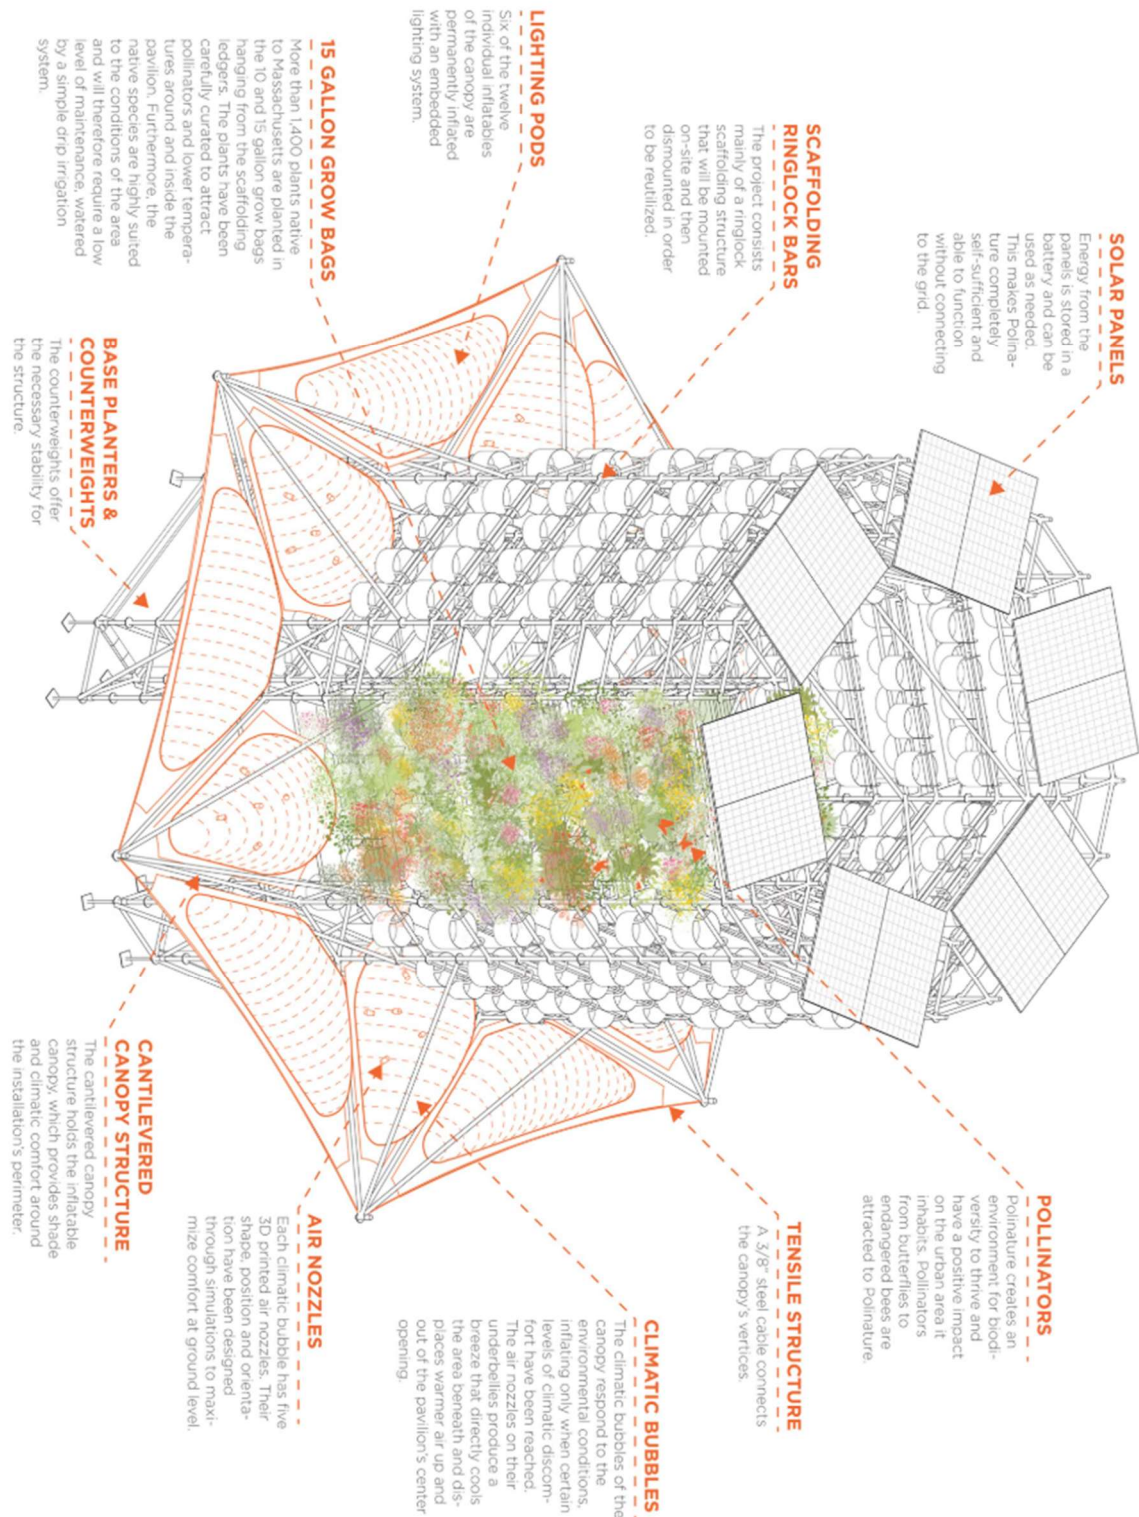 SOLAR PANELS
Energy from the
panels is stored in a
battery and can be
used as needed.
This makes Polina-
ture completely
self-sufficient and
able to function
without connecting
to the grid.
SCAFFOLDING
RINGLOCK BARS
The project consists
mainly of a ringlock
scaffolding structure
that will be mounted
on-site and then
dismounted in order
to be reutilized.
LIGHTING PODS
Six of the twelve
individual inflatables
of the canopy are
permanently inflated
with an embedded
lighting system.
15 GALLON GROW BAGS
More than 1,400 plants native
to Massachusetts are planted in
the 10 and 15 gallon grow bags
hanging from the scaffolding
ledgers. The plants have been
carefully curated to attract
pollinators and lower tempera-
tures around and inside the
pavilion. Furthermore, the
native species are highly suited
to the conditions of the area
and will therefore require a low
level of maintenance, watered
by a simple drip irrigation
system.
BASE PLANTERS &
COUNTERWEIGHTS
The counterweights offer
the necessary stability for
the structure.
POLLINATORS
Polinature creates an
environment for biodi-
versity to thrive and
have a positive impact
on the urban area it
inhabits. Pollinators
from butterflies to
endangered bees are
attracted to Polinature.
TENSILE STRUCTURE
A 3/8" steel cable connects
the canopy's vertices.
CLIMATIC BUBBLES
The climatic bubbles of the
canopy respond to the
environmental conditions,
inflating only when certain
levels of climatic discom-
fort have been reached.
The air nozzles on their
underbellies produce a
breeze that directly cools
the area beneath and dis-
places warmer air up and
out of the pavilion's center
opening.
AIR NOZZLES
Each climatic bubble has five
3D printed air nozzles. Their
shape, position and orienta-
tion have been designed
through simulations to maxi-
mize comfort at ground level.
CANTILEVERED
CANOPY STRUCTURE
The cantilevered canopy
structure holds the inflatable
canopy, which provides shade
and climatic comfort around
the installation's perimeter.